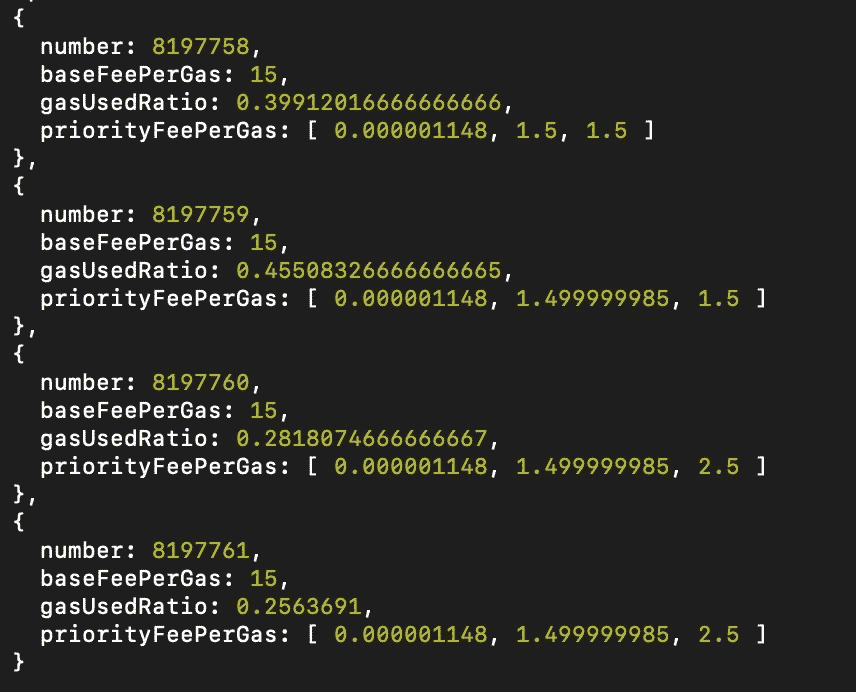 {
  number: 8197758,
  baseFeePerGas: 15,
  gasUsedRatio: 0.39912016666666666,
  priorityFeePerGas: [ 0.000001148, 1.5, 1.5 ]
},
{
  number: 8197759,
  baseFeePerGas: 15,
  gasUsedRatio: 0.45508326666666665,
  priorityFeePerGas: [ 0.000001148, 1.499999985, 1.5 ]
},
{
  number: 8197760,
  baseFeePerGas: 15,
  gasUsedRatio: 0.2818074666666667,
  priorityFeePerGas: [ 0.000001148, 1.499999985, 2.5 ]
},
{
  number: 8197761,
  baseFeePerGas: 15,
  gasUsedRatio: 0.2563691,
  priorityFeePerGas: [ 0.000001148, 1.499999985, 2.5 ]
}